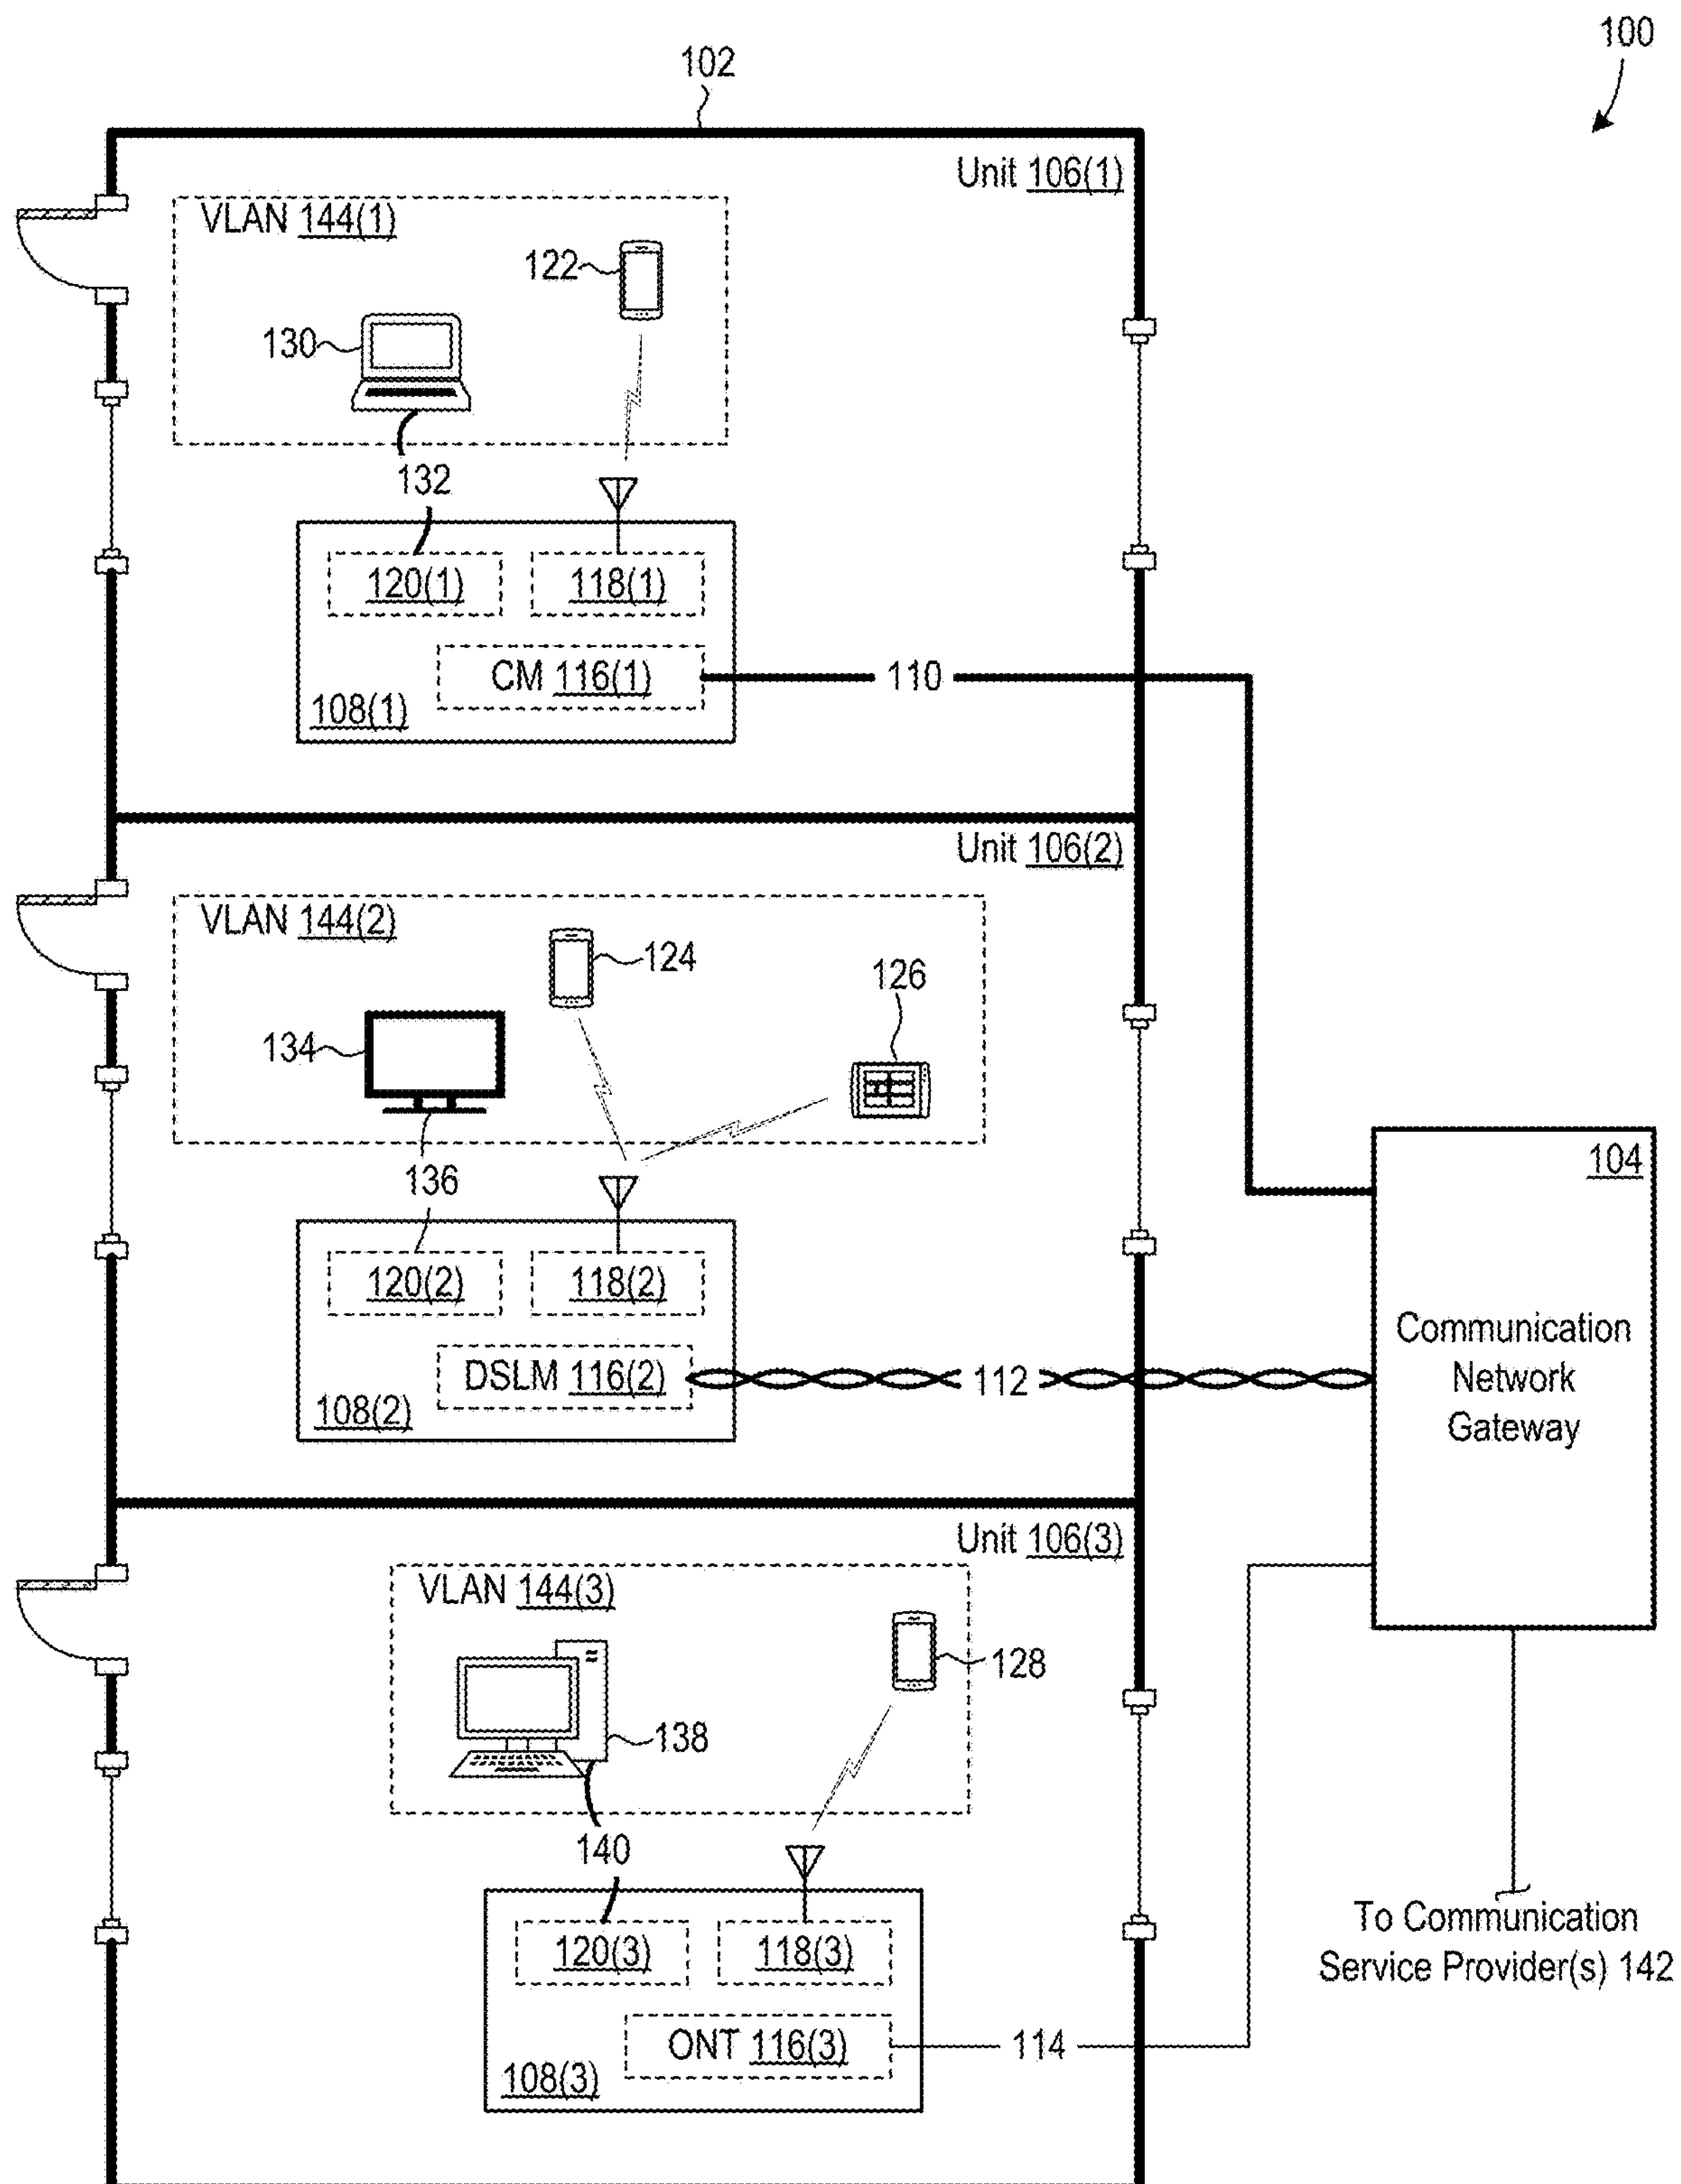 100
102
Unit 106(1)
VLAN 144(1)
122
130
132
120(1)
118(1)
CM 116(1)
110
108(1)
Unit 106(2)
VLAN 144(2)
124
126
134
136
104
120(2)
118(2)
Communication
Network
Gateway
DSLM 116(2)
112
108(2)
Unit 106(3)
VLAN 144(3)
128
138
140
To Communication
Service Provider(s) 142
120(3)
118(3)
ONT 116(3)
114
108(3)